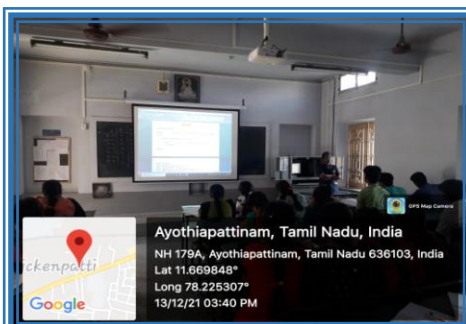 GPS Map Camera
Ayothiapattinam, Tamil Nadu, India
ickenpatti
NH 179A, Ayothiapattinam, Tamil Nadu 636103, India
Lat 11.669848°
Long 78.225307°
Google
13/12/21 03:40 PM